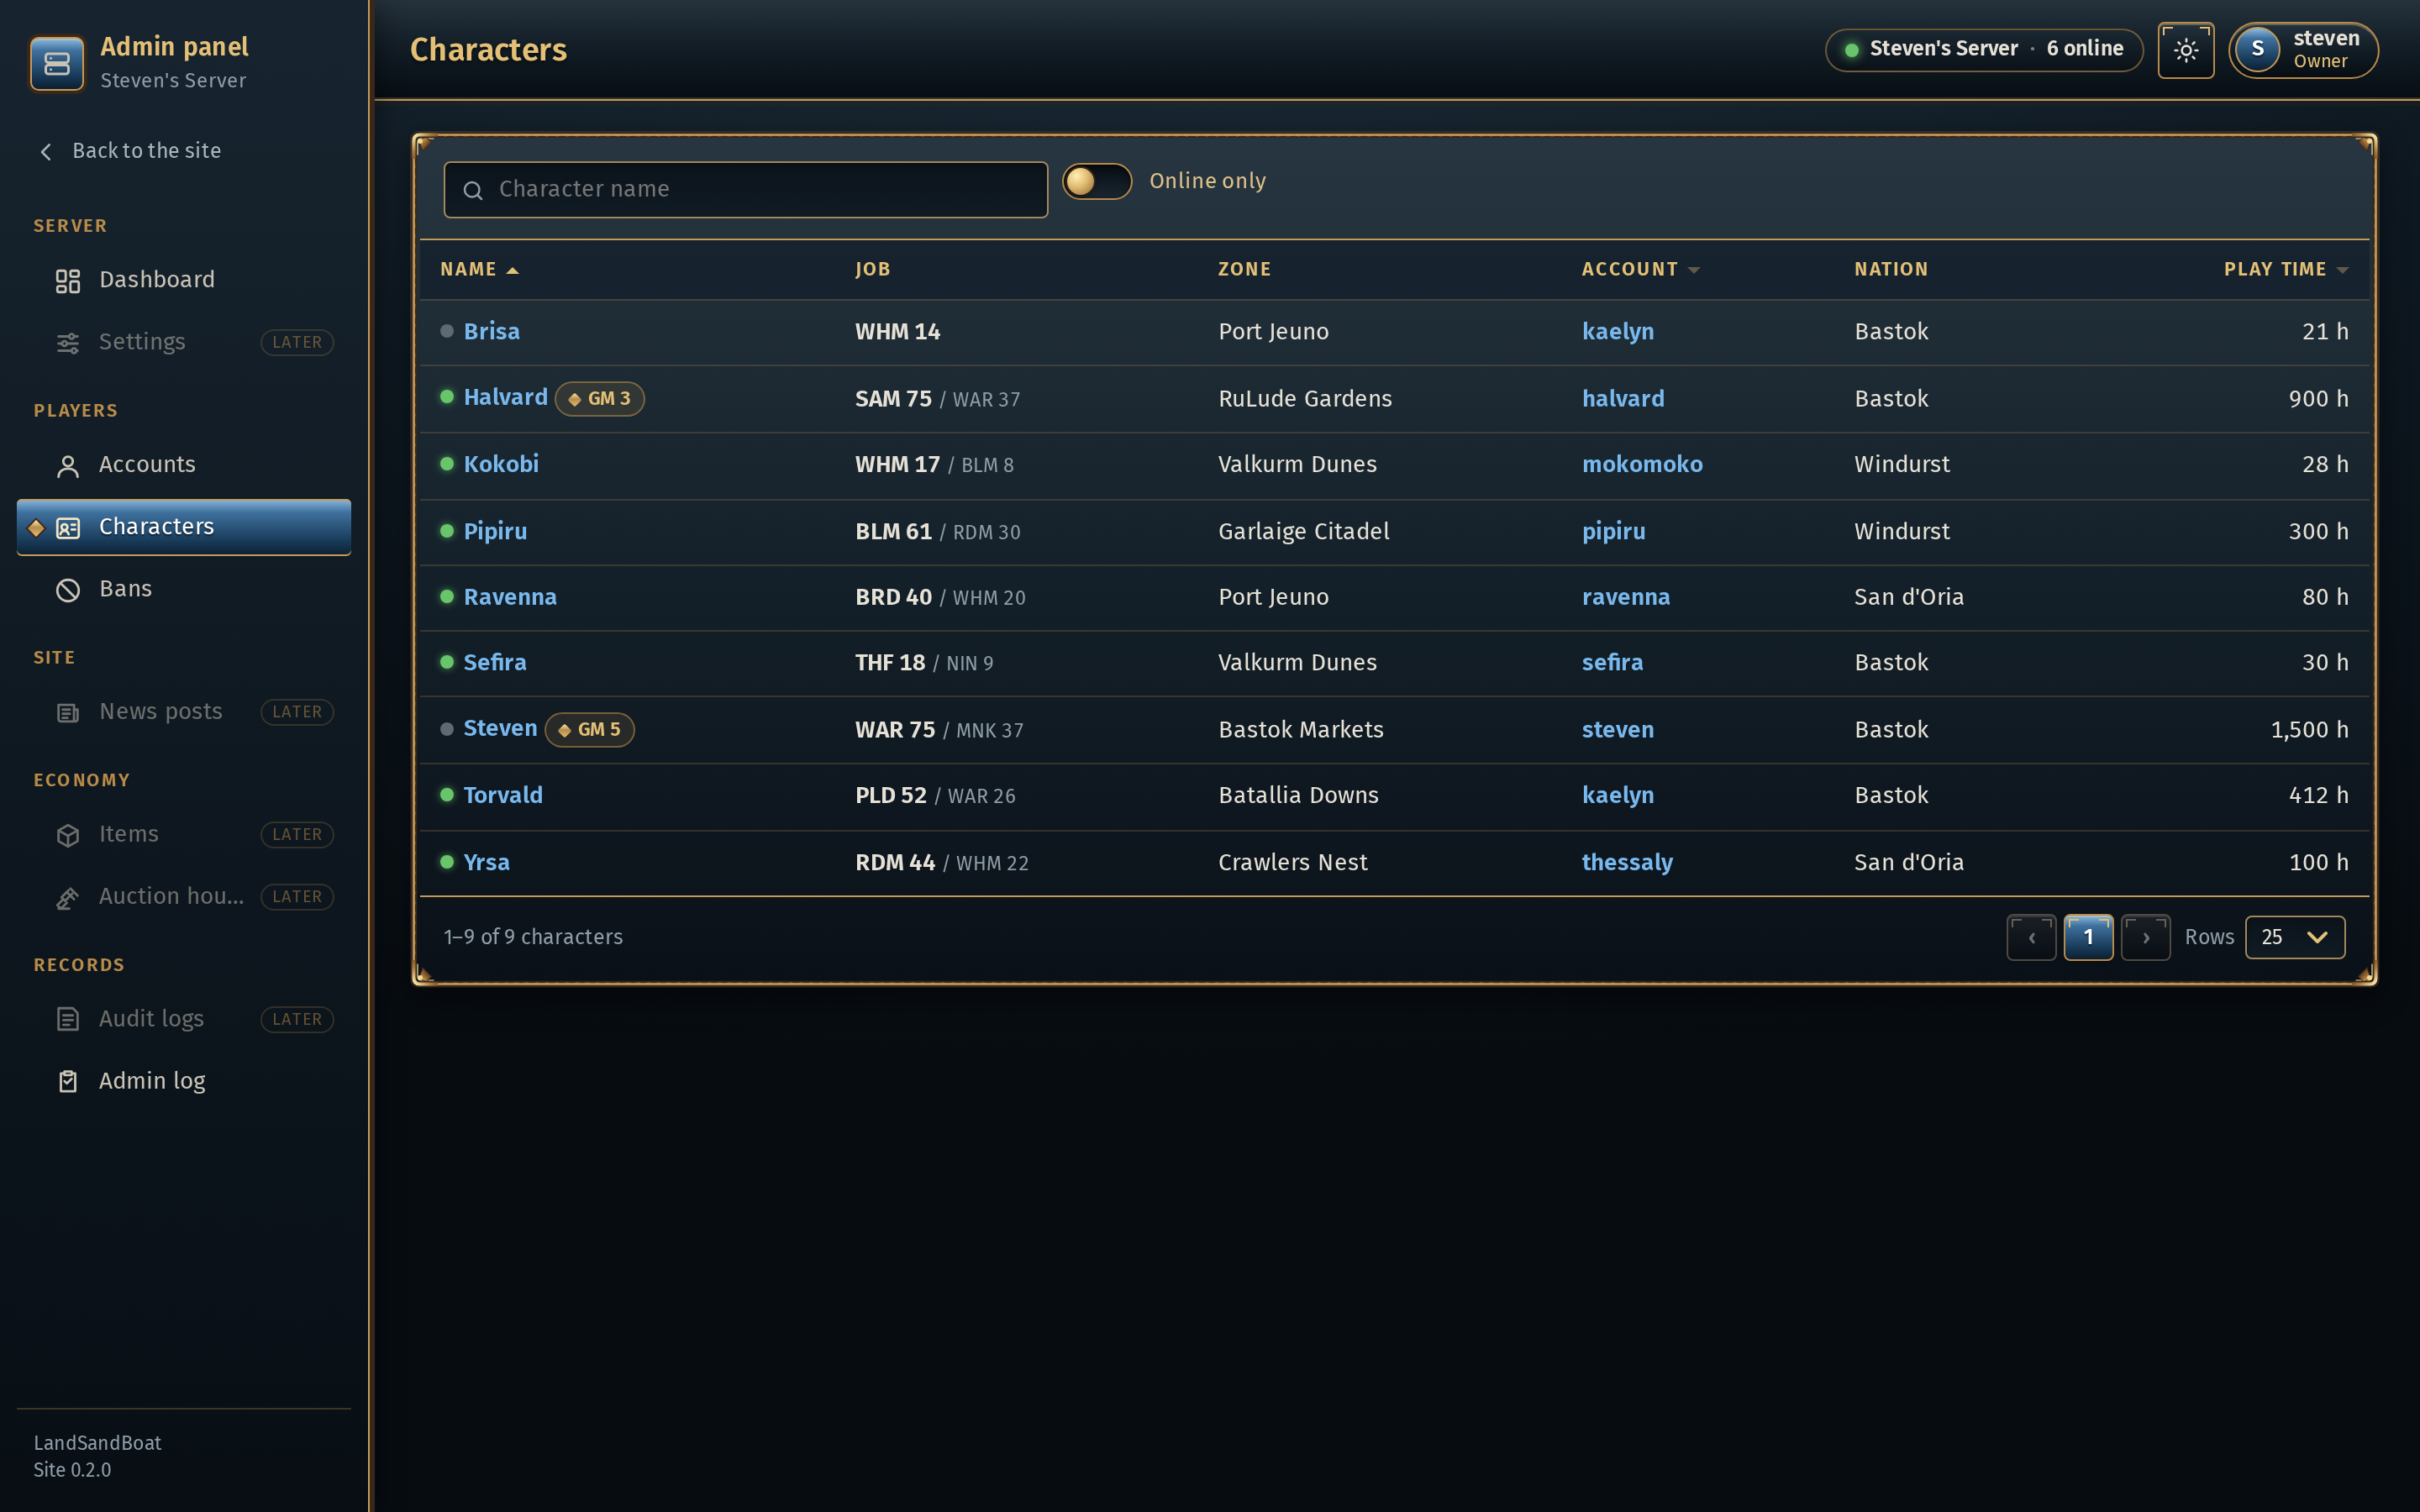 Admin panel
Steven's Server
Back to the site
SERVER
Dashboard
Settings LATER
PLAYERS
Accounts
Characters
Bans
SITE
News posts LATER
ECONOMY
Items LATER
Auction hou... LATER
RECORDS
Audit logs LATER
Admin log
LandSandBoat
Site 0.2.0
Characters
Steven's Server · 6 online
S
steven
Owner
Character name
Online only
NAME JOB ZONE ACCOUNT NATION PLAY TIME
Brisa WHM 14 Port Jeuno kaelyn Bastok 21 h
Halvard GM 3 SAM 75 / WAR 37 RuLude Gardens halvard Bastok 900 h
Kokobi WHM 17 / BLM 8 Valkurm Dunes mokomoko Windurst 28 h
Pipiru BLM 61 / RDM 30 Garlaige Citadel pipiru Windurst 300 h
Ravenna BRD 40 / WHM 20 Port Jeuno ravenna San d'Oria 80 h
Sefira THF 18 / NIN 9 Valkurm Dunes sefira Bastok 30 h
Steven GM 5 WAR 75 / MNK 37 Bastok Markets steven Bastok 1,500 h
Torvald PLD 52 / WAR 26 Batallia Downs kaelyn Bastok 412 h
Yrsa RDM 44 / WHM 22 Crawlers Nest thessaly San d'Oria 100 h
1–9 of 9 characters
‹ 1 › Rows 25